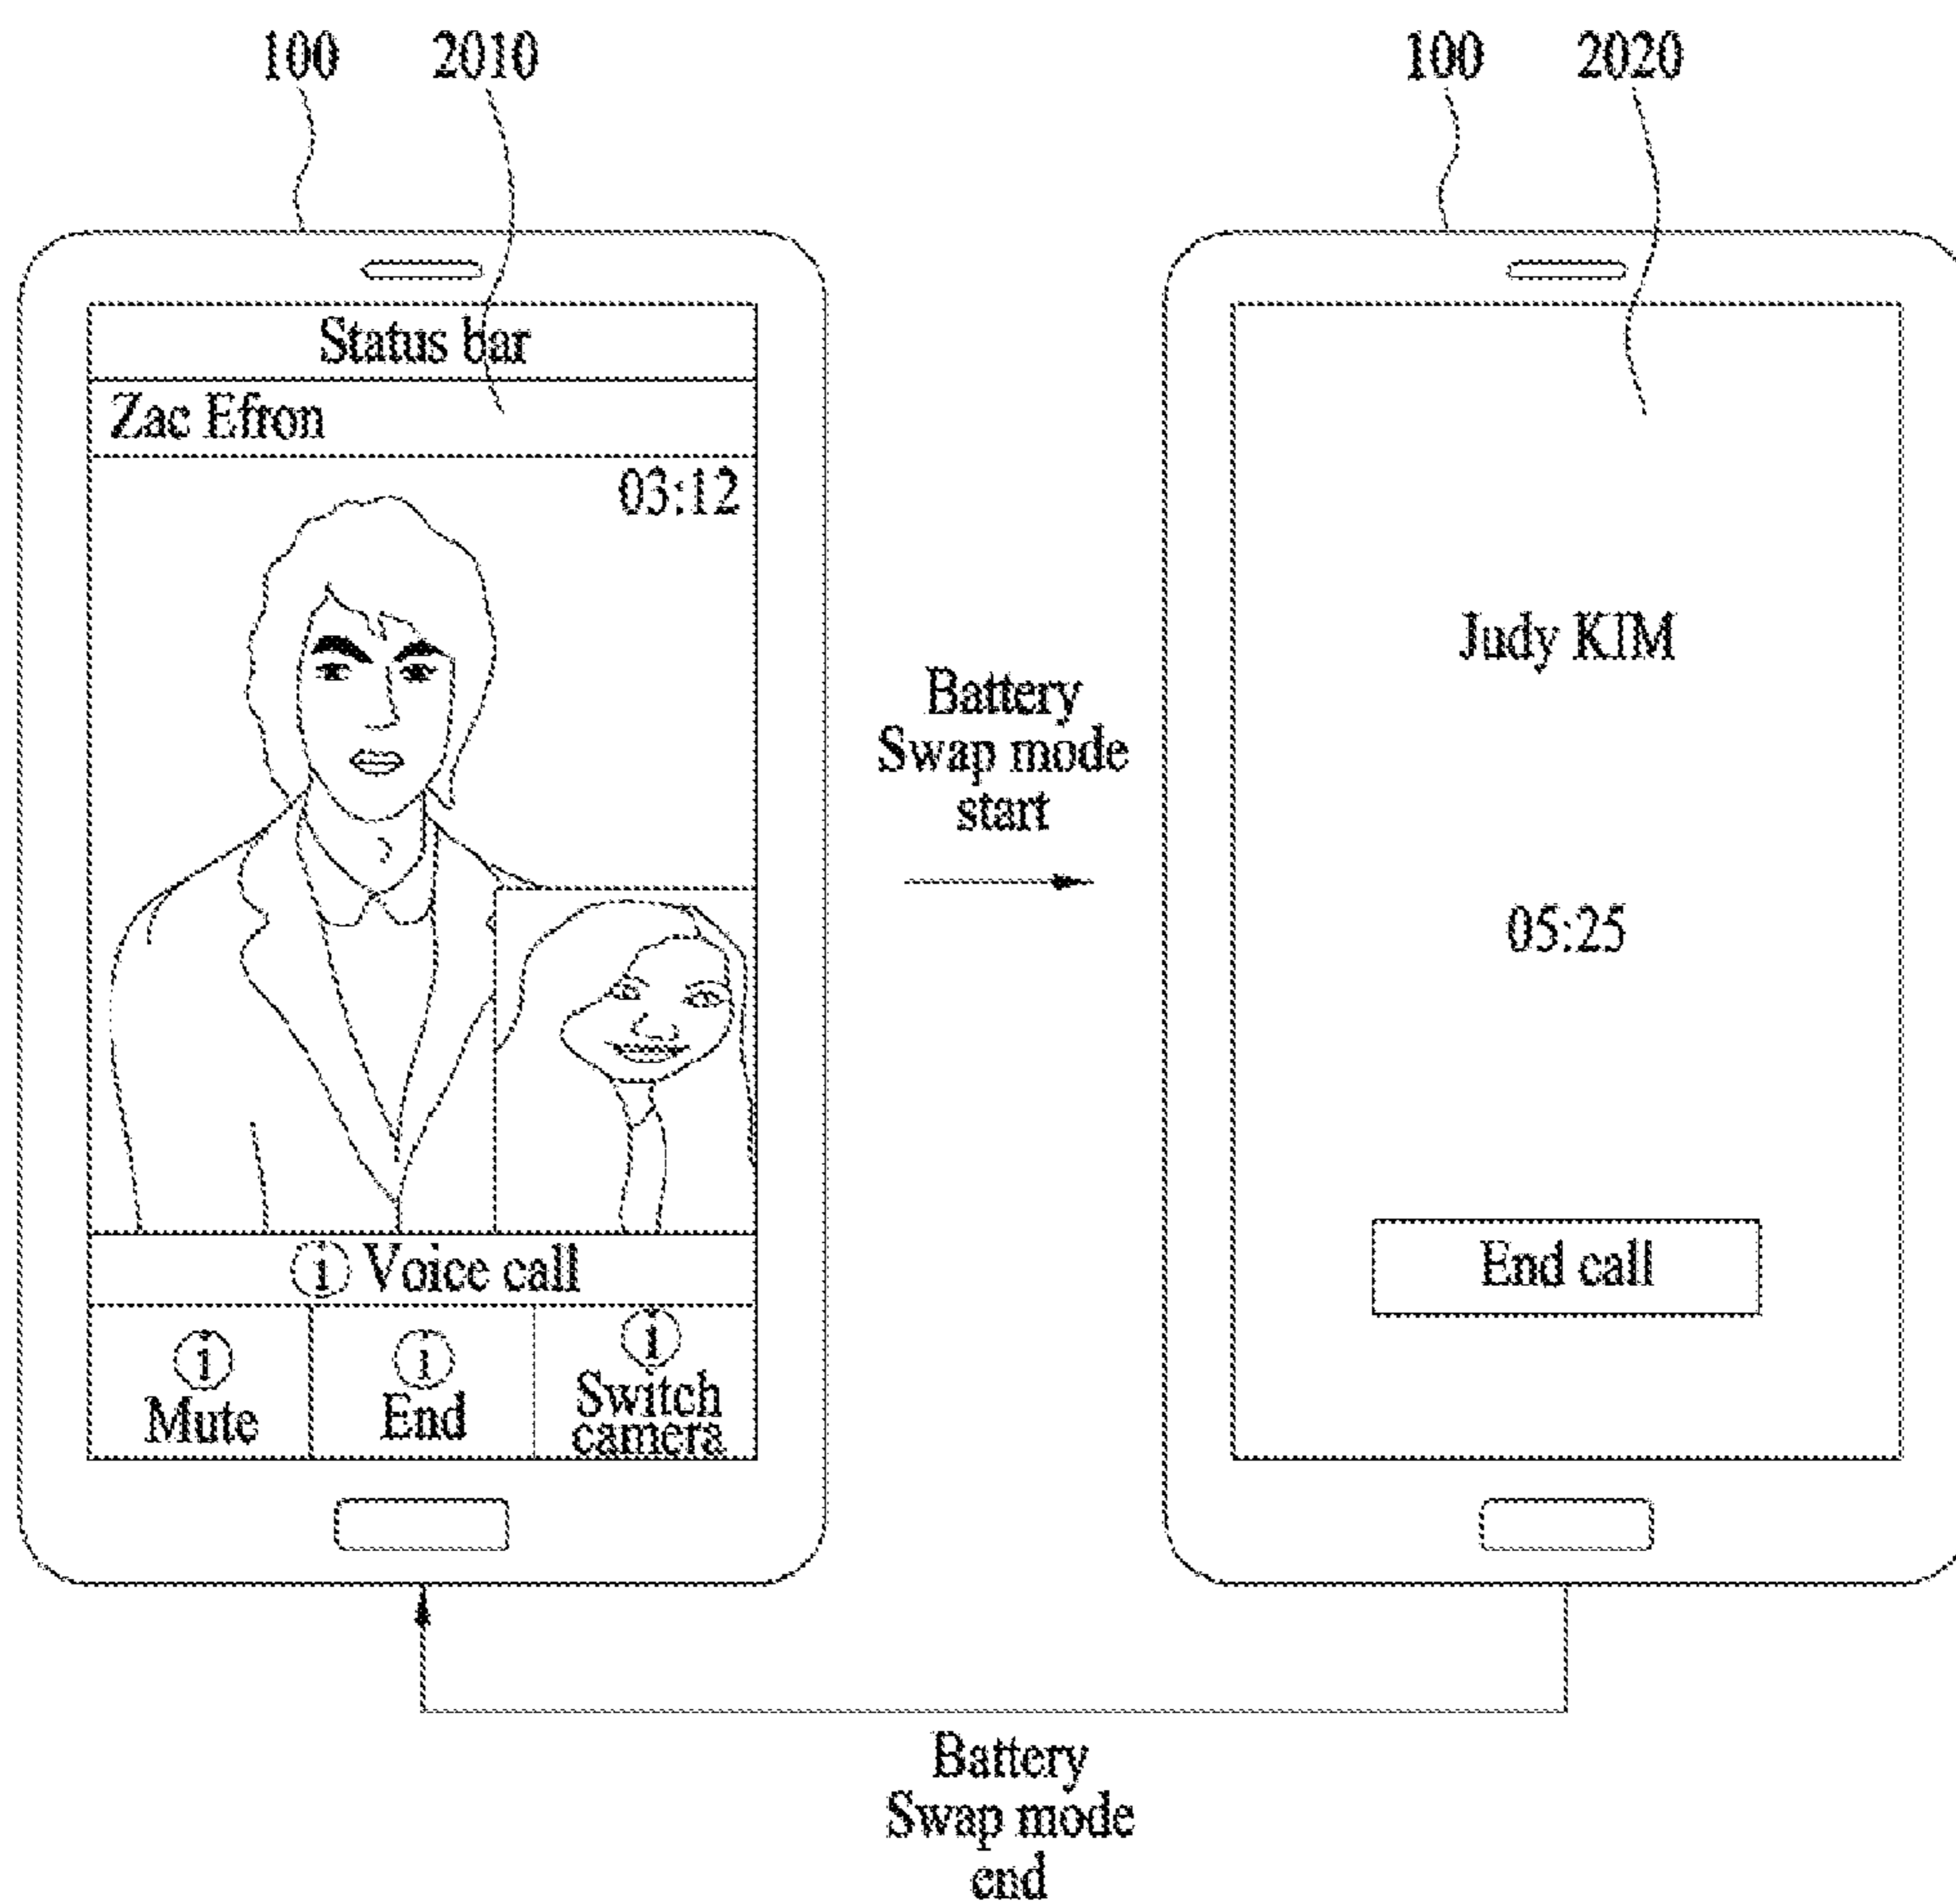 100
2010
100
2020
Status bar
Zac Efron
03:12
Battery
Swap mode
start
Judy KIM
05:25
i Voice call
i
Mute
i
End
i
Switch
camera
End call
Battery
Swap mode
end